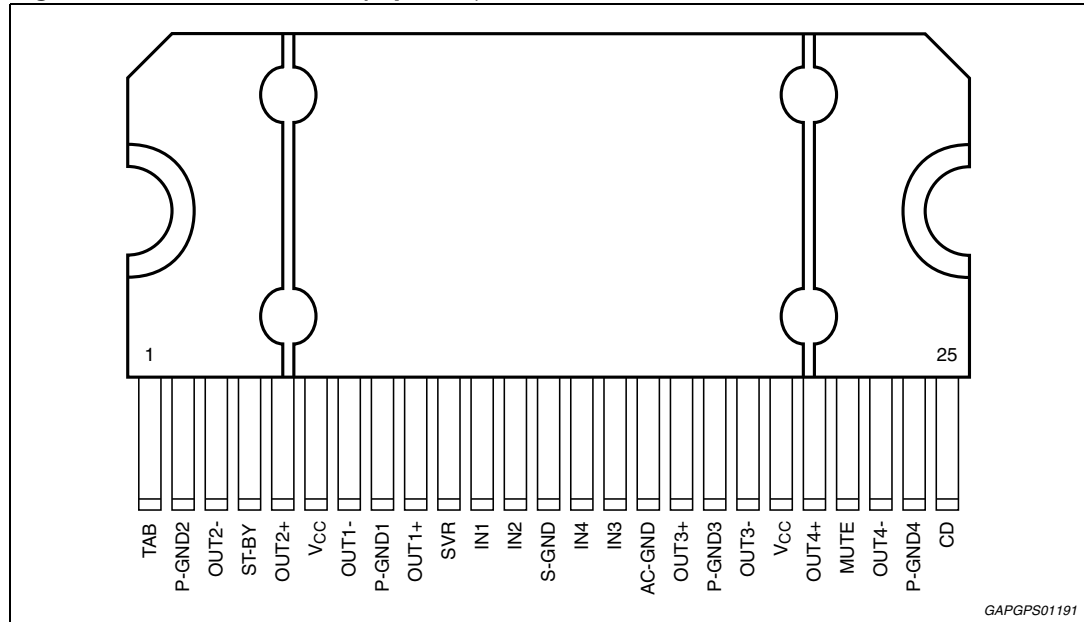 1
25
TAB
P-GND2
OUT2-
ST-BY
OUT2+
VCC
OUT1-
P-GND1
OUT1+
SVR
IN1
IN2
S-GND
IN4
IN3
AC-GND
OUT3+
P-GND3
OUT3-
VCC
OUT4+
MUTE
OUT4-
P-GND4
CD
GAPGPS01191